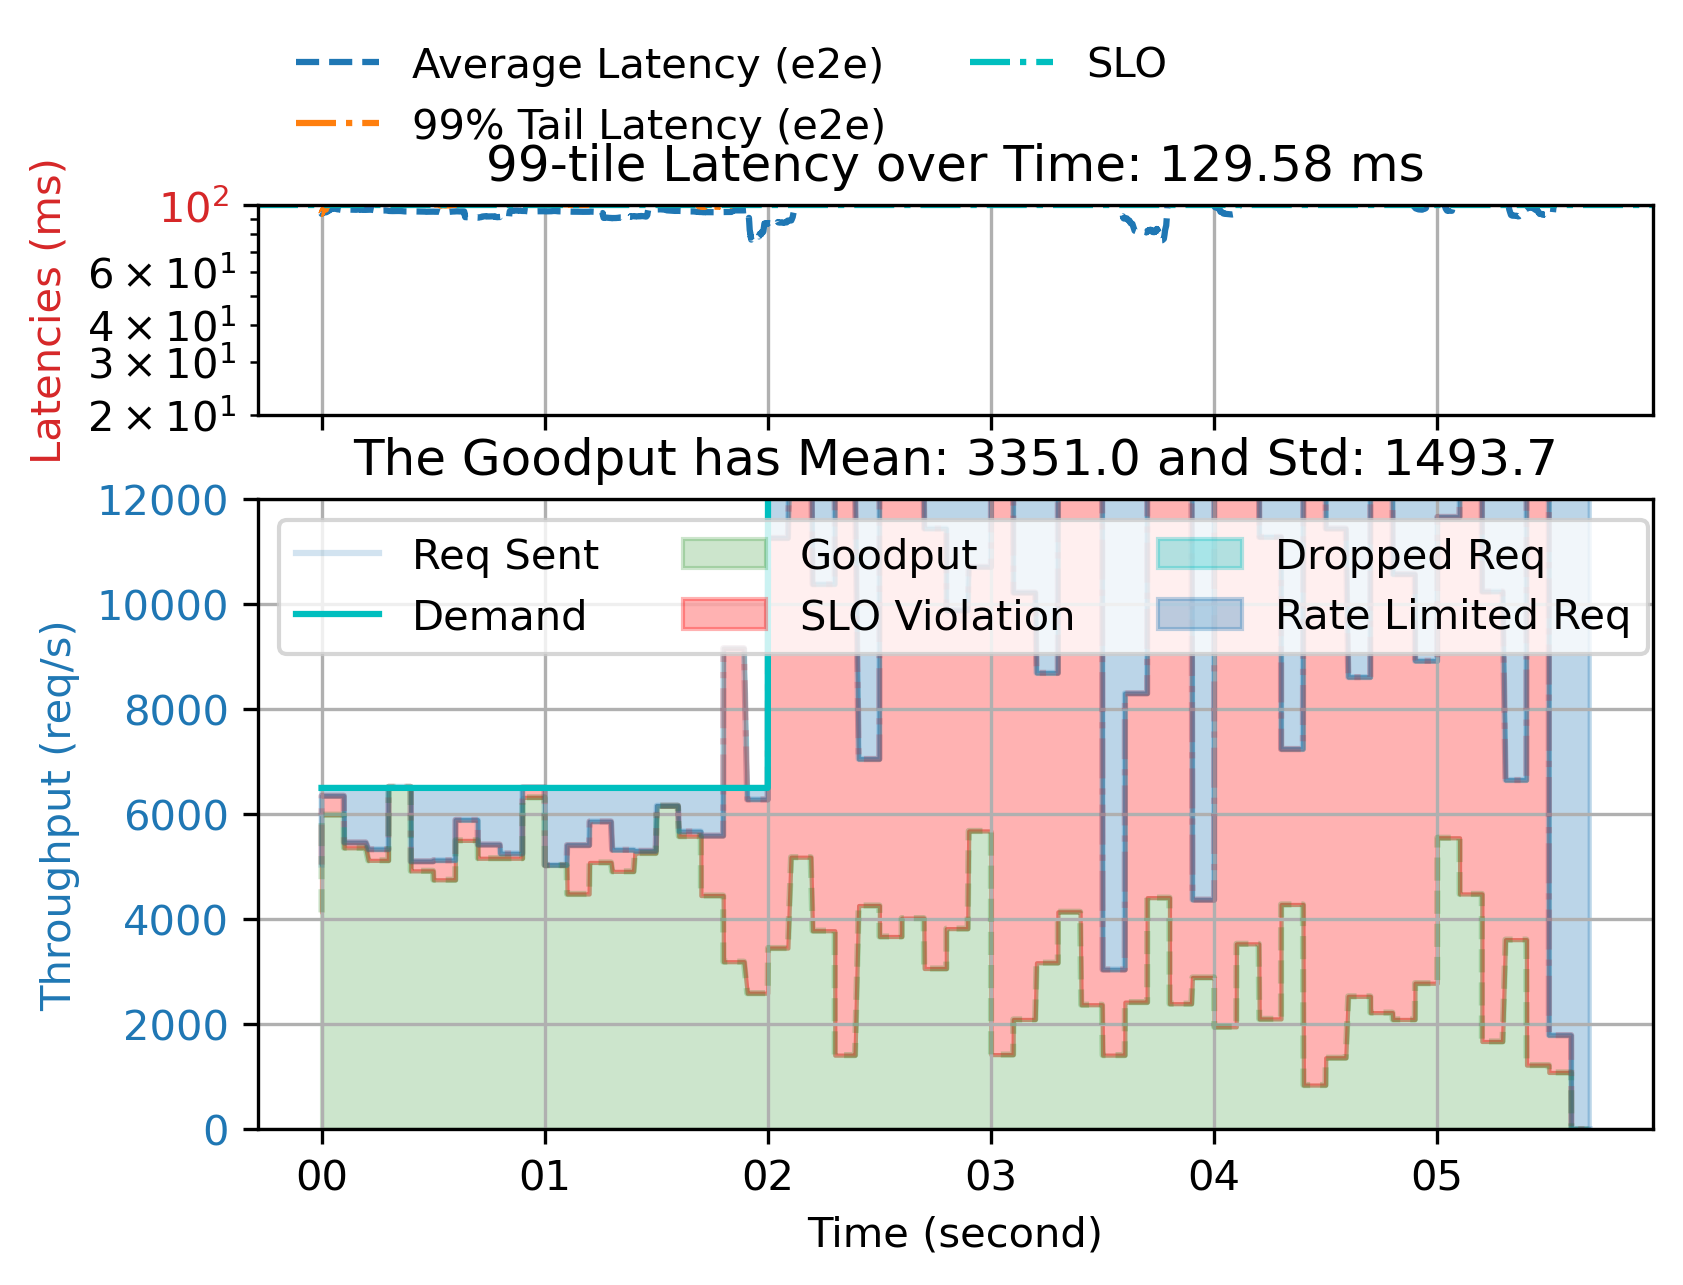 Average Latency (e2e)
SLO
99% Tail Latency (e2e)
99-tile Latency over Time: 129.58 ms
Latencies (ms)
10²
6 × 10¹
4 × 10¹
3 × 10¹
2 × 10¹
The Goodput has Mean: 3351.0 and Std: 1493.7
Throughput (req/s)
12000
10000
8000
6000
4000
2000
0
Req Sent
Goodput
Dropped Req
Demand
SLO Violation
Rate Limited Req
00 01 02 03 04 05
Time (second)